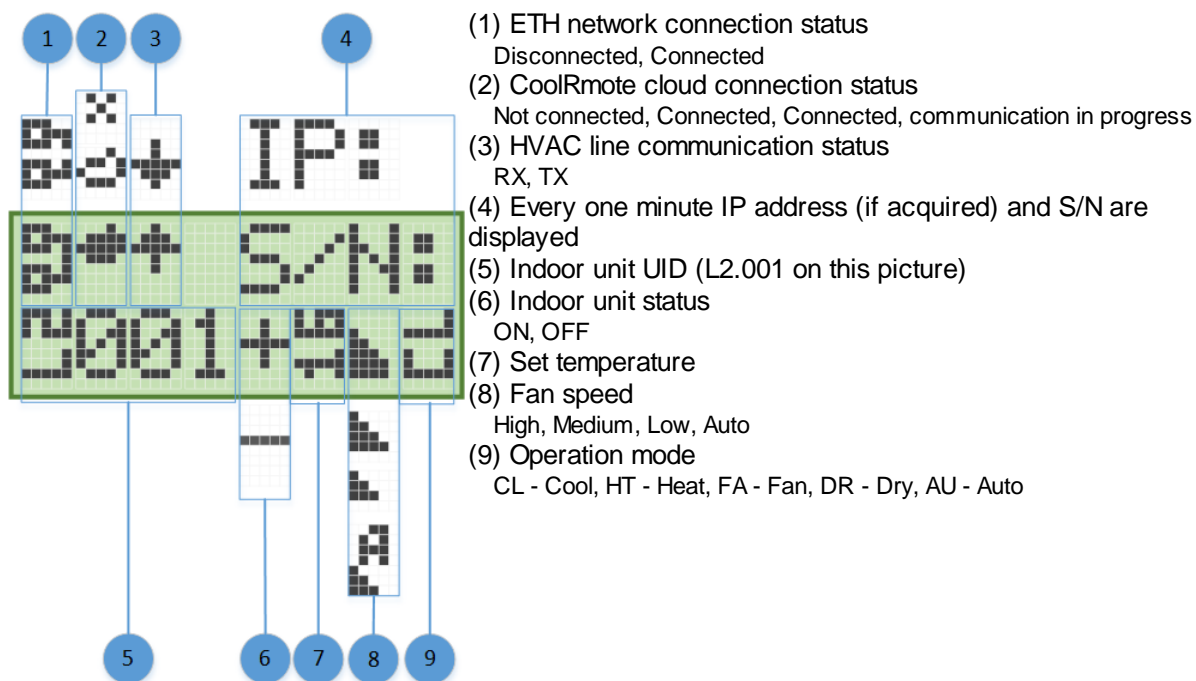 1 2 3 4
IP:
S/N:
001
5 6 7 8 9
(1) ETH network connection status
Disconnected, Connected
(2) CoolRmote cloud connection status
Not connected, Connected, Connected, communication in progress
(3) HVAC line communication status
RX, TX
(4) Every one minute IP address (if acquired) and S/N are
displayed
(5) Indoor unit UID (L2.001 on this picture)
(6) Indoor unit status
ON, OFF
(7) Set temperature
(8) Fan speed
High, Medium, Low, Auto
(9) Operation mode
CL - Cool, HT - Heat, FA - Fan, DR - Dry, AU - Auto